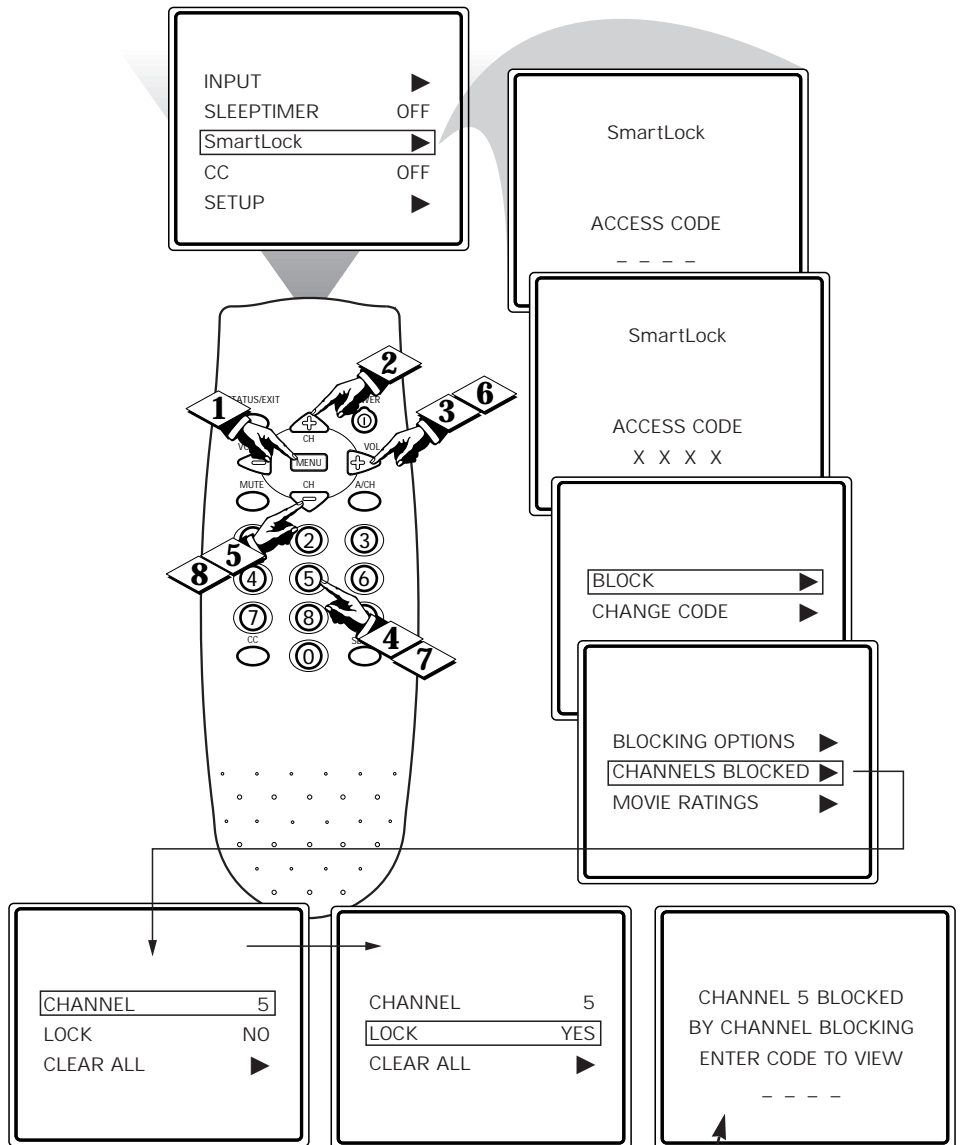 INPUT ▶
SLEEPTIMER OFF
SmartLock ▶
CC OFF
SETUP ▶
SmartLock
ACCESS CODE
_ _ _ _
SmartLock
ACCESS CODE
X X X X
BLOCK ▶
CHANGE CODE ▶
BLOCKING OPTIONS ▶
CHANNELS BLOCKED ▶
MOVIE RATINGS ▶
2
1
3 6
CH
VOL
MENU
MUTE CH A/CH
2 3
8 5
4 5 6
7 8
4 7
CC
0
CHANNEL 5
LOCK NO
CLEAR ALL ▶
CHANNEL 5
LOCK YES
CLEAR ALL ▶
CHANNEL 5 BLOCKED
BY CHANNEL BLOCKING
ENTER CODE TO VIEW
_ _ _ _